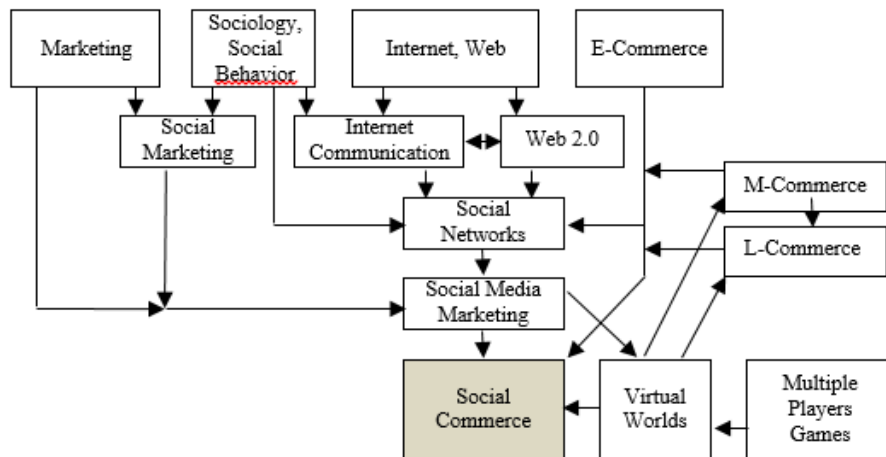 Marketing
Sociology,
Social
Behavior
Internet, Web
E-Commerce
Social
Marketing
Internet
Communication
Web 2.0
M-Commerce
Social
Networks
L-Commerce
Social Media
Marketing
Social
Commerce
Virtual
Worlds
Multiple
Players
Games